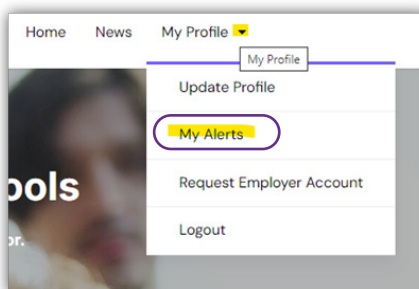 Home News My Profile
My Profile
Update Profile
My Alerts
Request Employer Account
ools
or.
Logout